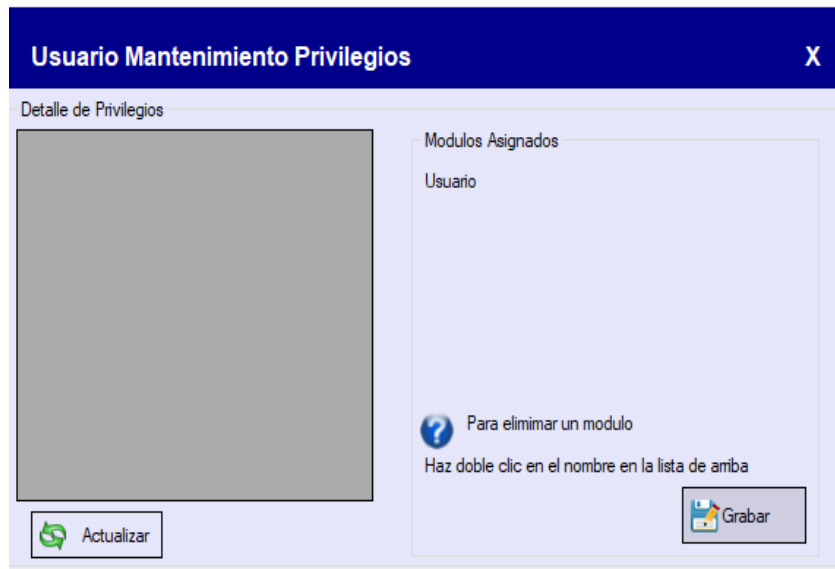 Usuario Mantenimiento Privilegios X
Detalle de Privilegios
Modulos Asignados
Usuario
Para elimimar un modulo
Haz doble clic en el nombre en la lista de arriba
Grabar
Actualizar